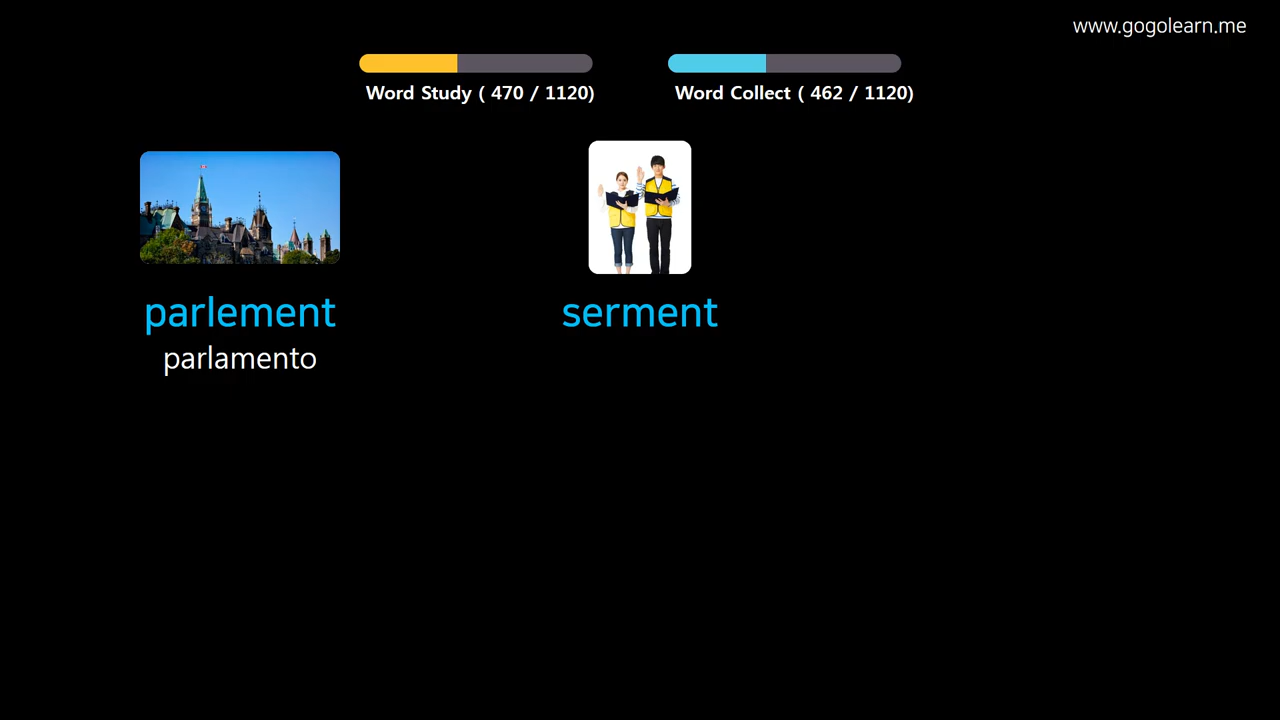 www.gogolearn.me
Word Study ( 470 / 1120)
Word Collect ( 462 / 1120)
parlement
parlamento
serment